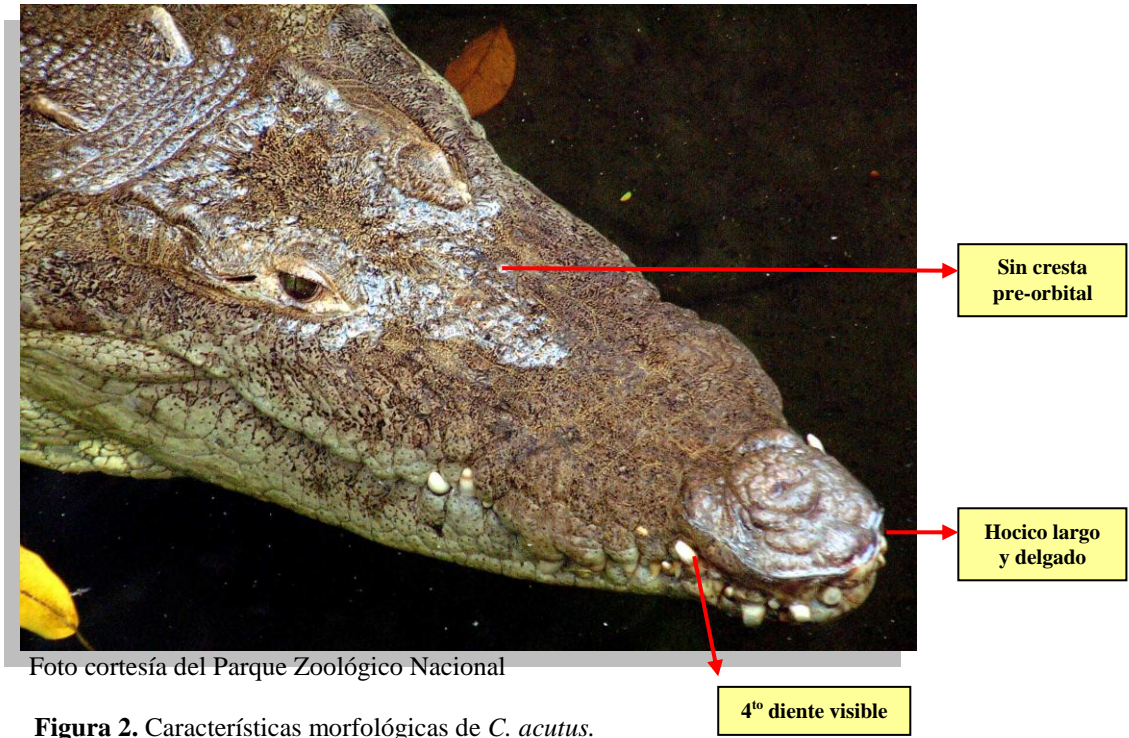 Sin cresta
pre-orbital
Hocico largo
y delgado
4to diente visible
Foto cortesía del Parque Zoológico Nacional
Figura 2. Características morfológicas de C. acutus.